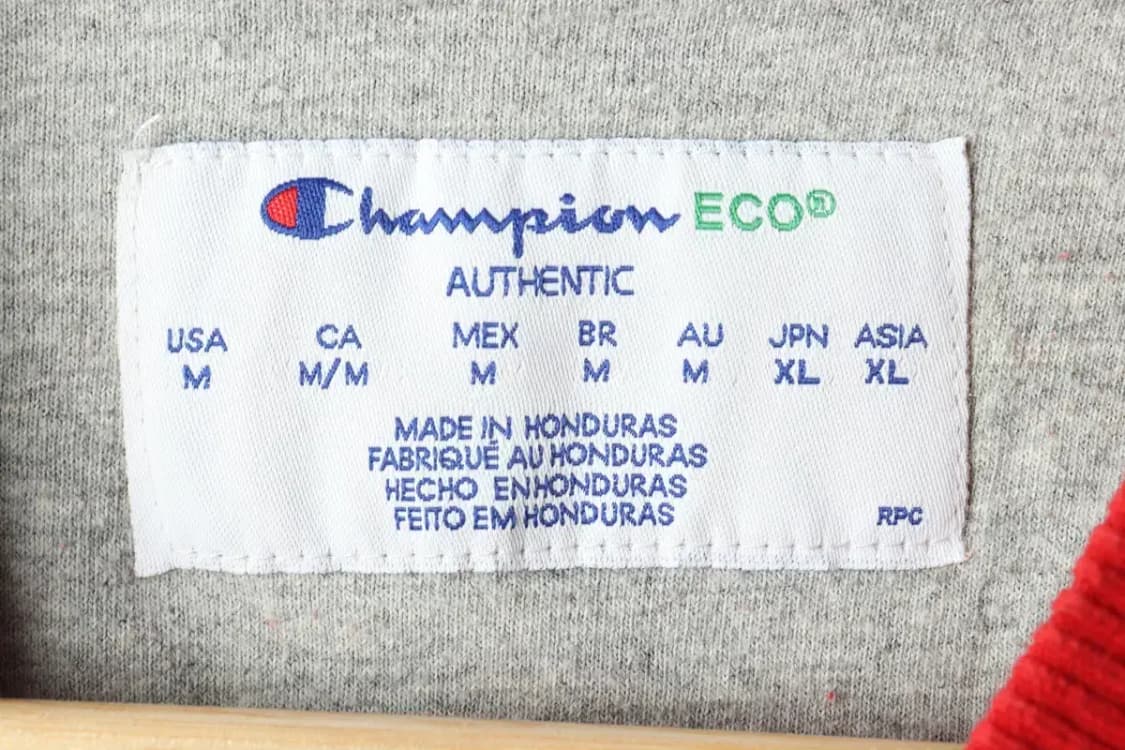 Champion ECO®
AUTHENTIC
USA CA MEX BR AU JPN ASIA
M M/M M M M XL XL
MADE IN HONDURAS
FABRIQUÉ AU HONDURAS
HECHO EN HONDURAS
FEITO EM HONDURAS
RPC